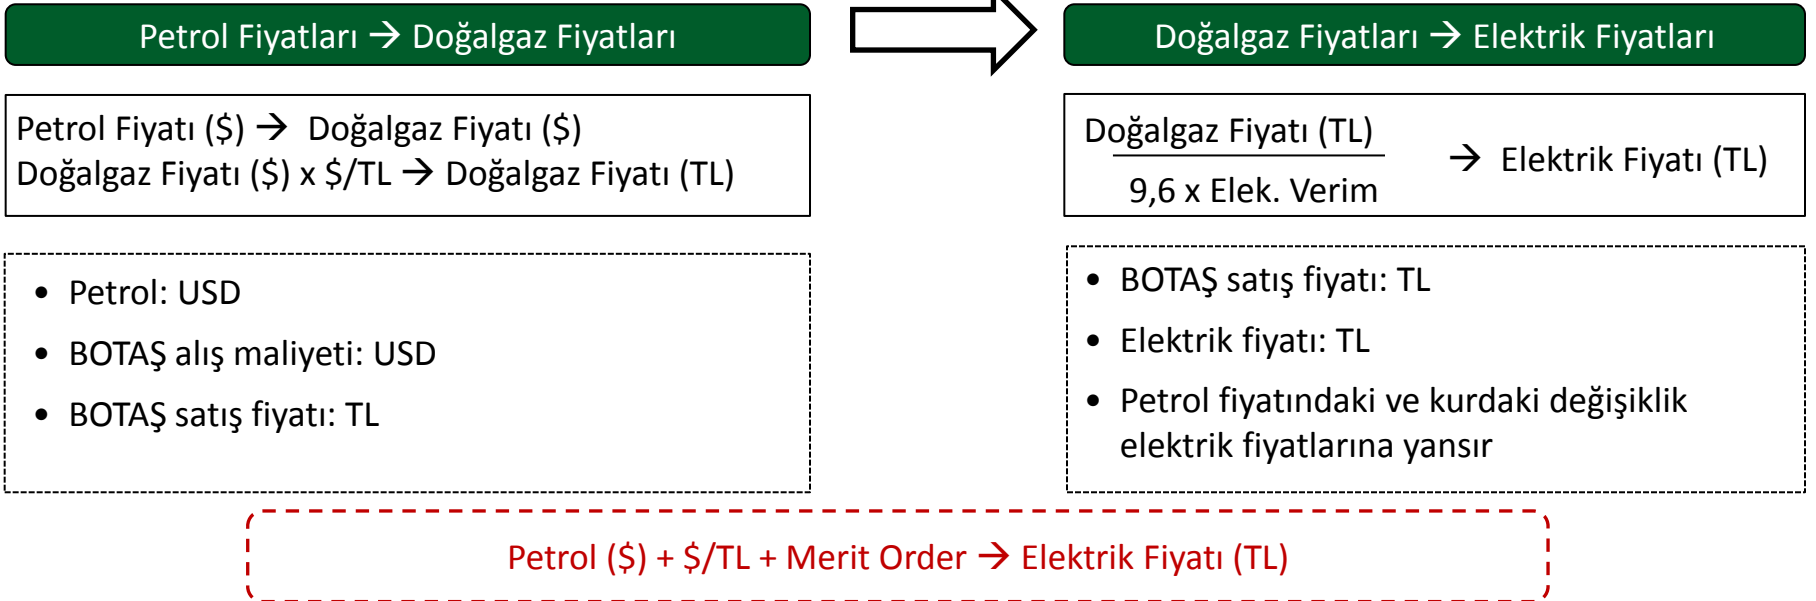 Petrol Fiyatları → Doğalgaz Fiyatları
Petrol Fiyatı ($) → Doğalgaz Fiyatı ($)
Doğalgaz Fiyatı ($) x $/TL → Doğalgaz Fiyatı (TL)
• Petrol: USD
• BOTAŞ alış maliyeti: USD
• BOTAŞ satış fiyatı: TL
Doğalgaz Fiyatları → Elektrik Fiyatları
Doğalgaz Fiyatı (TL)
9,6 x Elek. Verim
→ Elektrik Fiyatı (TL)
• BOTAŞ satış fiyatı: TL
• Elektrik fiyatı: TL
• Petrol fiyatındaki ve kurdaki değişiklik
elektrik fiyatlarına yansır
Petrol ($) + $/TL + Merit Order → Elektrik Fiyatı (TL)